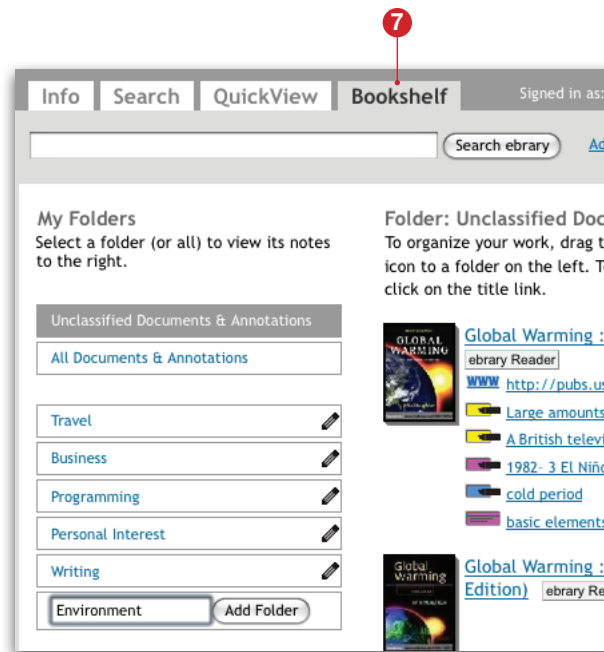 7
Info Search QuickView Bookshelf Signed in as:
Search ebrary Ad
My Folders
Select a folder (or all) to view its notes
to the right.
Unclassified Documents & Annotations
All Documents & Annotations
Travel
Business
Programming
Personal Interest
Writing
Environment Add Folder
Folder: Unclassified Doc
To organize your work, drag t
icon to a folder on the left. T
click on the title link.
GLOBAL
WARMING
Global Warming :
ebrary Reader
WWW http://pubs.us
Large amounts
A British televi
1982- 3 El Niño
cold period
basic elements
Global
Warming
Global Warming :
Edition) ebrary Re